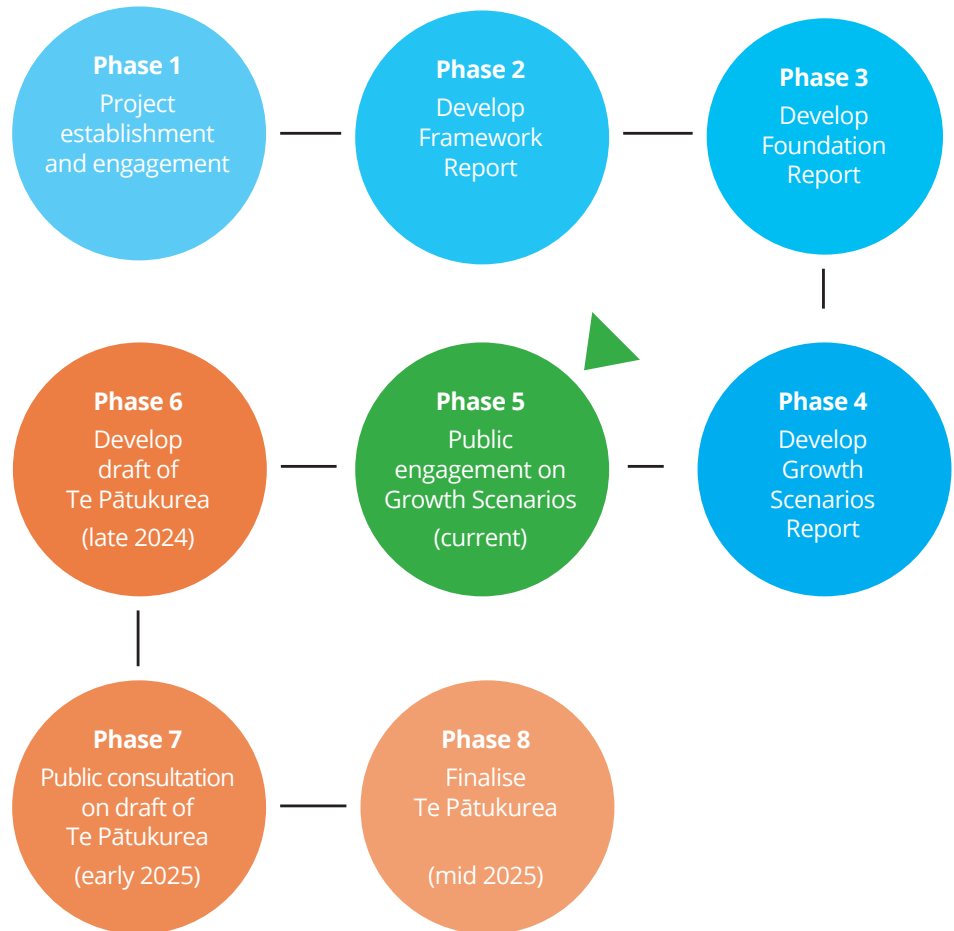 Phase 1
Project
establishment
and engagement
Phase 2
Develop
Framework
Report
Phase 3
Develop
Foundation
Report
Phase 4
Develop
Growth
Scenarios
Report
Phase 5
Public
engagement on
Growth Scenarios
(current)
Phase 6
Develop
draft of
Te Pātukurea
(late 2024)
Phase 7
Public consultation
on draft of
Te Pātukurea
(early 2025)
Phase 8
Finalise
Te Pātukurea
(mid 2025)